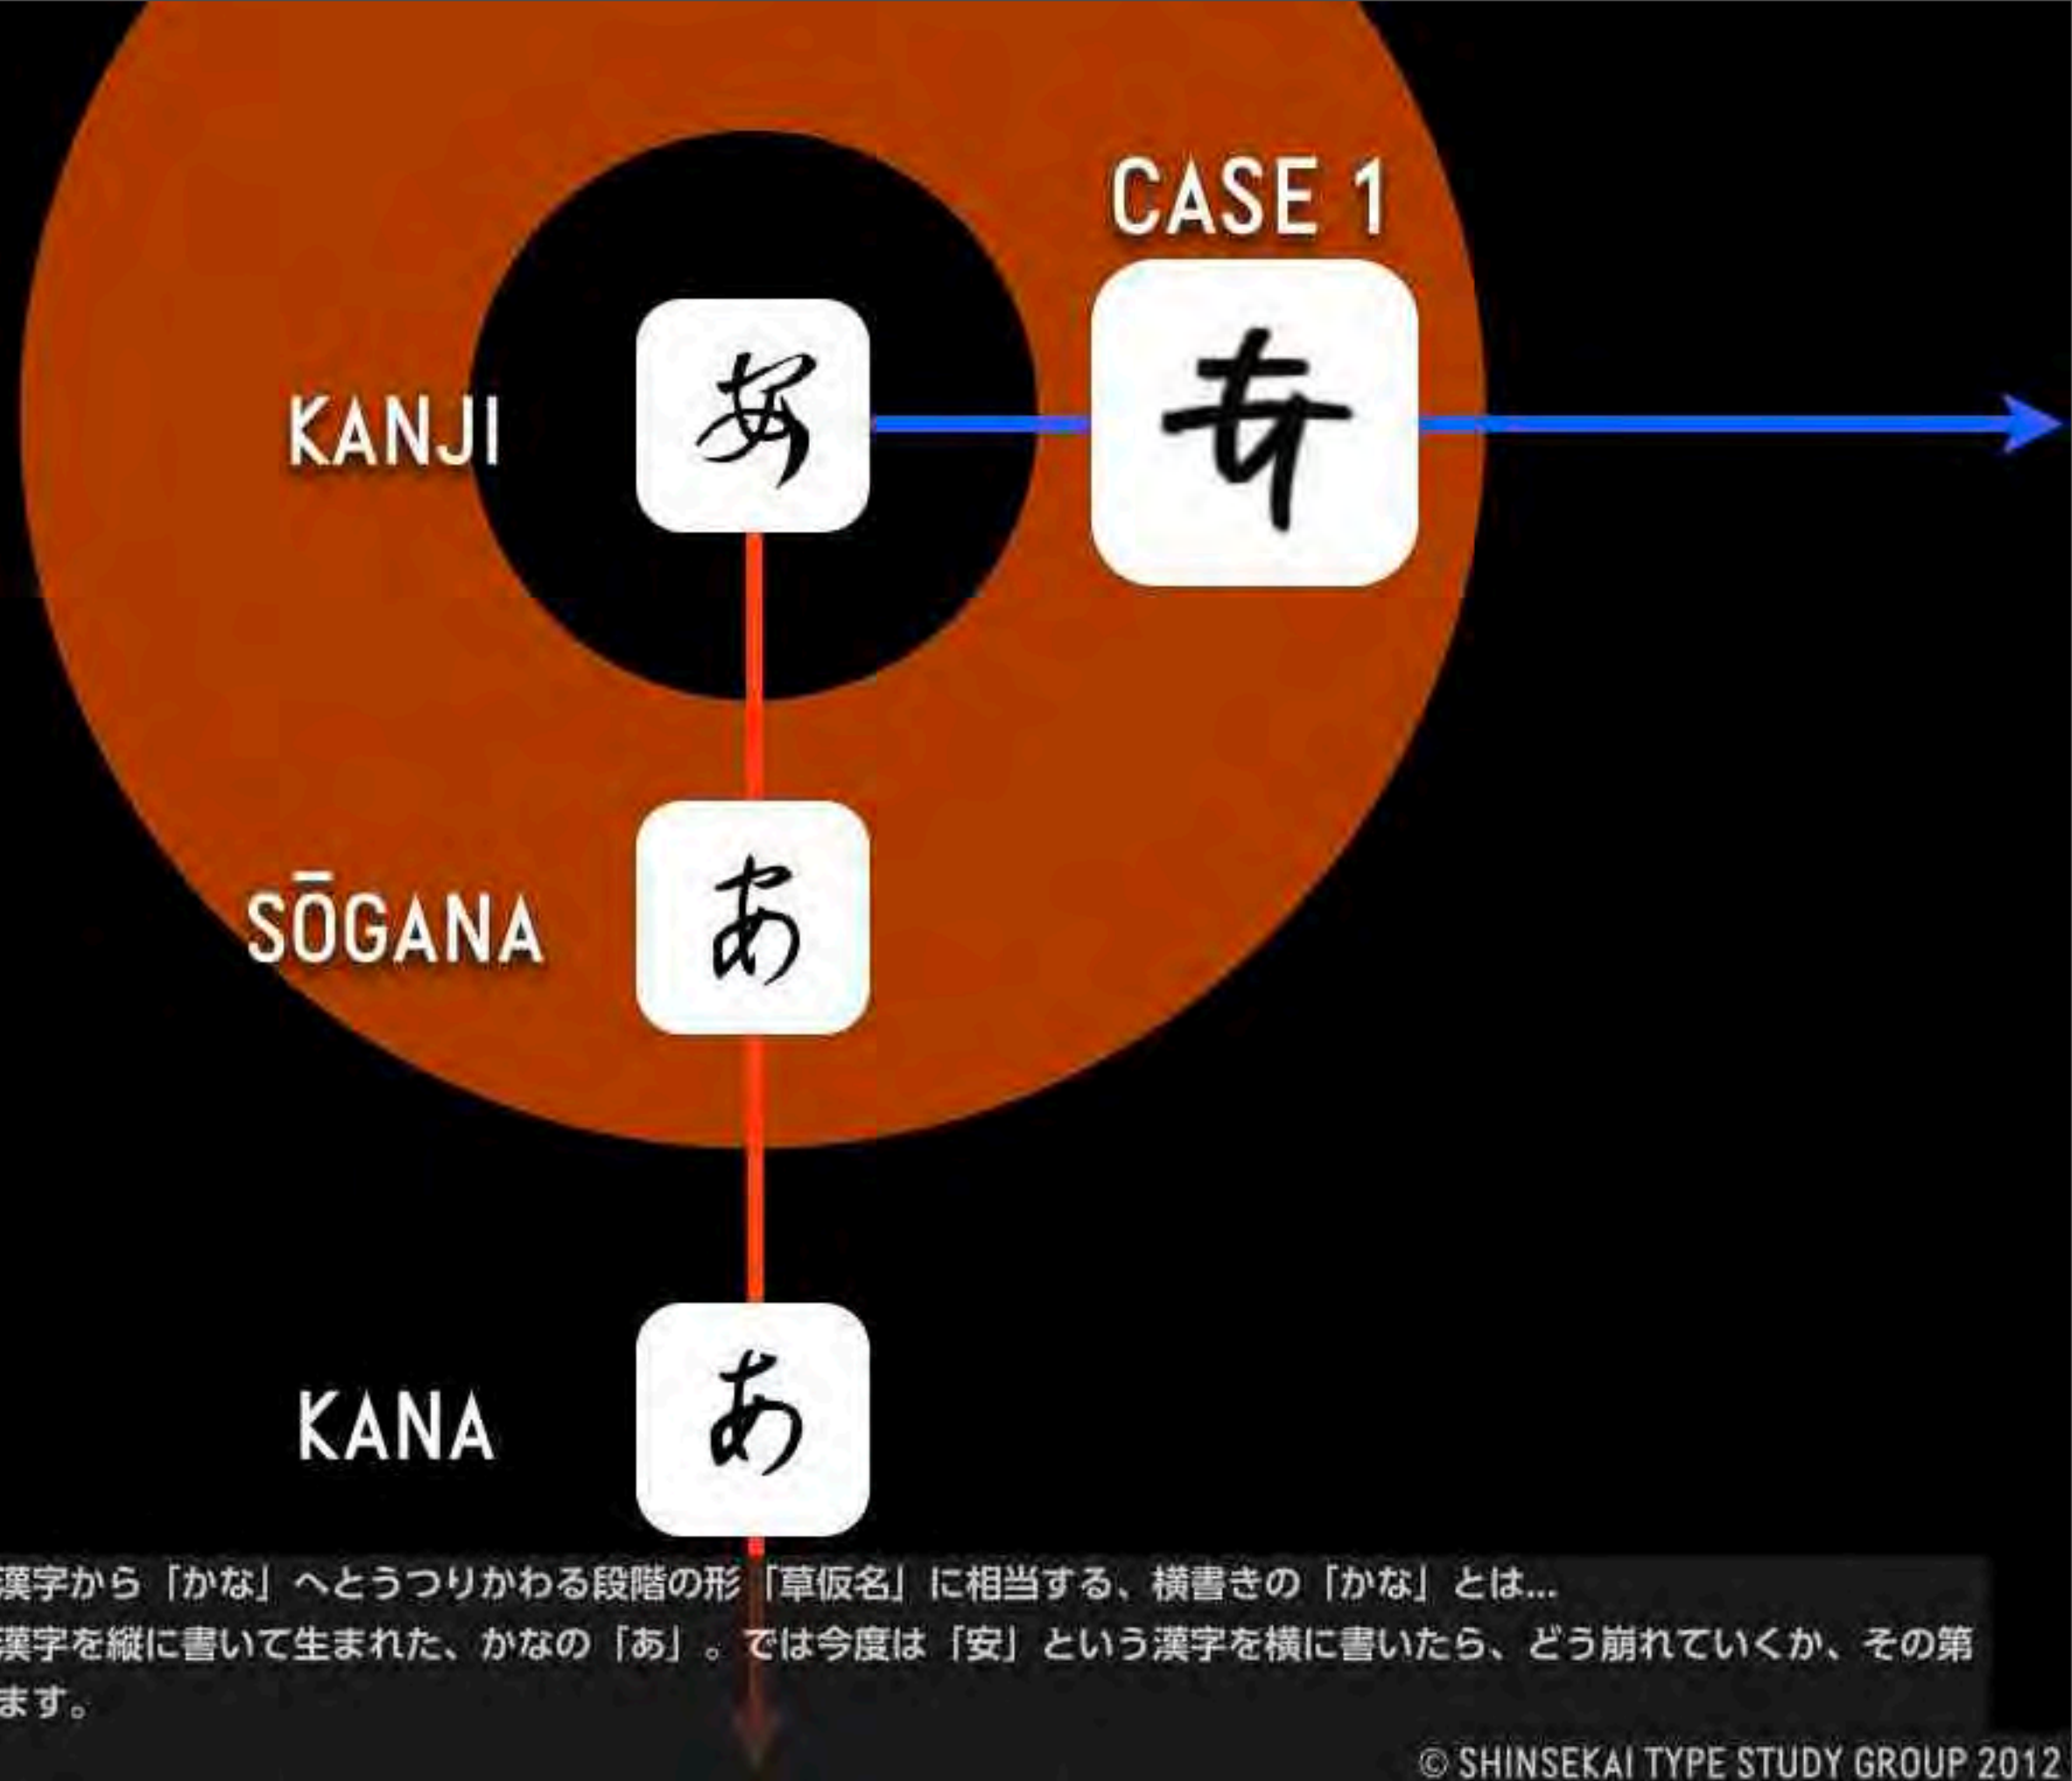 CASE 1
KANJI
安
SŌGANA
あ
KANA
あ
漢字から「かな」へとうつりかわる段階の形「草仮名」に相当する、横書きの「かな」とは...
漢字を縦に書いて生まれた、かなの「あ」。では今度は「安」という漢字を横に書いたら、どう崩れていくか、その第
ます。
© SHINSEKAI TYPE STUDY GROUP 2012